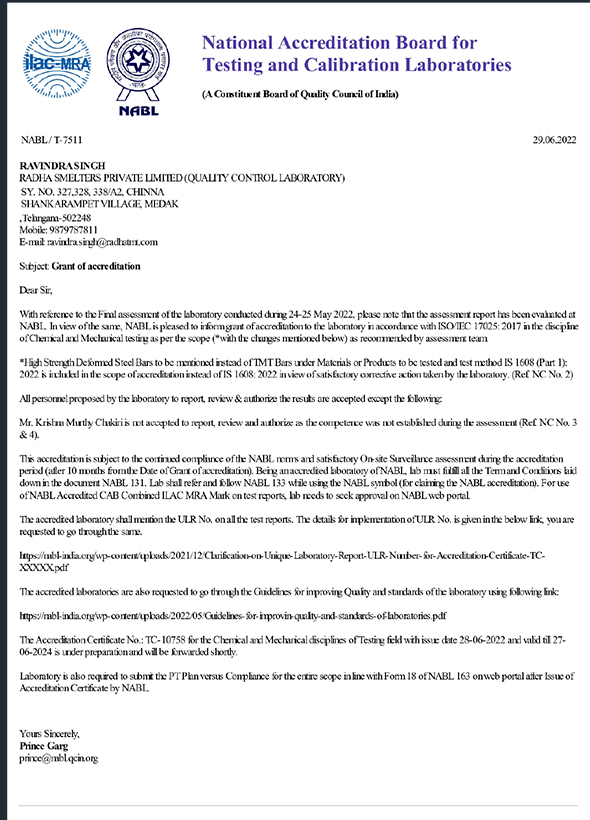 National Accreditation Board for
Testing and Calibration Laboratories
(A Constituent Board of Quality Council of India)
ilac-MRA
NABL
NABL / T-7511
29.06.2022
RAVINDRA SINGH
RADHA SMELTERS PRIVATE LIMITED (QUALITY CONTROL LABORATORY)
SY. NO. 327,328, 338/A2, CHINNA
SHANKARAMPET VILLAGE, MEDAK
,Telangana-502248
Mobile: 9879787811
E-mail: ravindra.singh@radhatmt.com
Subject: Grant of accreditation
Dear Sir,
With reference to the Final assessment of the laboratory conducted during 24-25 May 2022, please note that the assessment report has been evaluated at
NABL. In view of the same, NABL is pleased to inform grant of accreditation to the laboratory in accordance with ISO/IEC 17025: 2017 in the discipline
of Chemical and Mechanical testing as per the scope (*with the changes mentioned below) as recommended by assessment team.
*High Strength Deformed Steel Bars to be mentioned instead of TMT Bars under Materials or Products to be tested and test method IS 1608 (Part 1):
2022 is included in the scope of accreditation instead of IS 1608: 2022 in view of satisfactory corrective action taken by the laboratory. (Ref. NC No. 2)
All personnel proposed by the laboratory to report, review & authorize the results are accepted except the following:
Mr. Krishna Murthy Chakiri is not accepted to report, review and authorize as the competence was not established during the assessment (Ref. NC No. 3
& 4).
This accreditation is subject to the continued compliance of the NABL norms and satisfactory On-site Surveillance assessment during the accreditation
period (after 10 months from the Date of Grant of accreditation). Being an accredited laboratory of NABL, lab must fulfill all the Term and Conditions laid
down in the document NABL 131. Lab shall refer and follow NABL 133 while using the NABL symbol (for claiming the NABL accreditation). For use
of NABL Accredited CAB Combined ILAC MRA Mark on test reports, lab needs to seek approval on NABL web portal.
The accredited laboratory shall mention the ULR No. on all the test reports. The details for implementation of ULR No. is given in the below link, you are
requested to go through the same.
https://nabl-india.org/wp-content/uploads/2021/12/Clarification-on-Unique-Laboratory-Report-ULR-Number-for-Accreditation-Certificate-TC-
XXXXX.pdf
The accredited laboratories are also requested to go through the Guidelines for improving Quality and standards of the laboratory using following link:
https://nabl-india.org/wp-content/uploads/2022/05/Guidelines-for-improvin-quality-and-standards-of-laboratories.pdf
The Accreditation Certificate No.: TC-10758 for the Chemical and Mechanical disciplines of Testing field with issue date 28-06-2022 and valid till 27-
06-2024 is under preparation and will be forwarded shortly.
Laboratory is also required to submit the PT Plan versus Compliance for the entire scope in line with Form 18 of NABL 163 on web portal after Issue of
Accreditation Certificate by NABL.
Yours Sincerely,
Prince Garg
prince@nabl.qcin.org